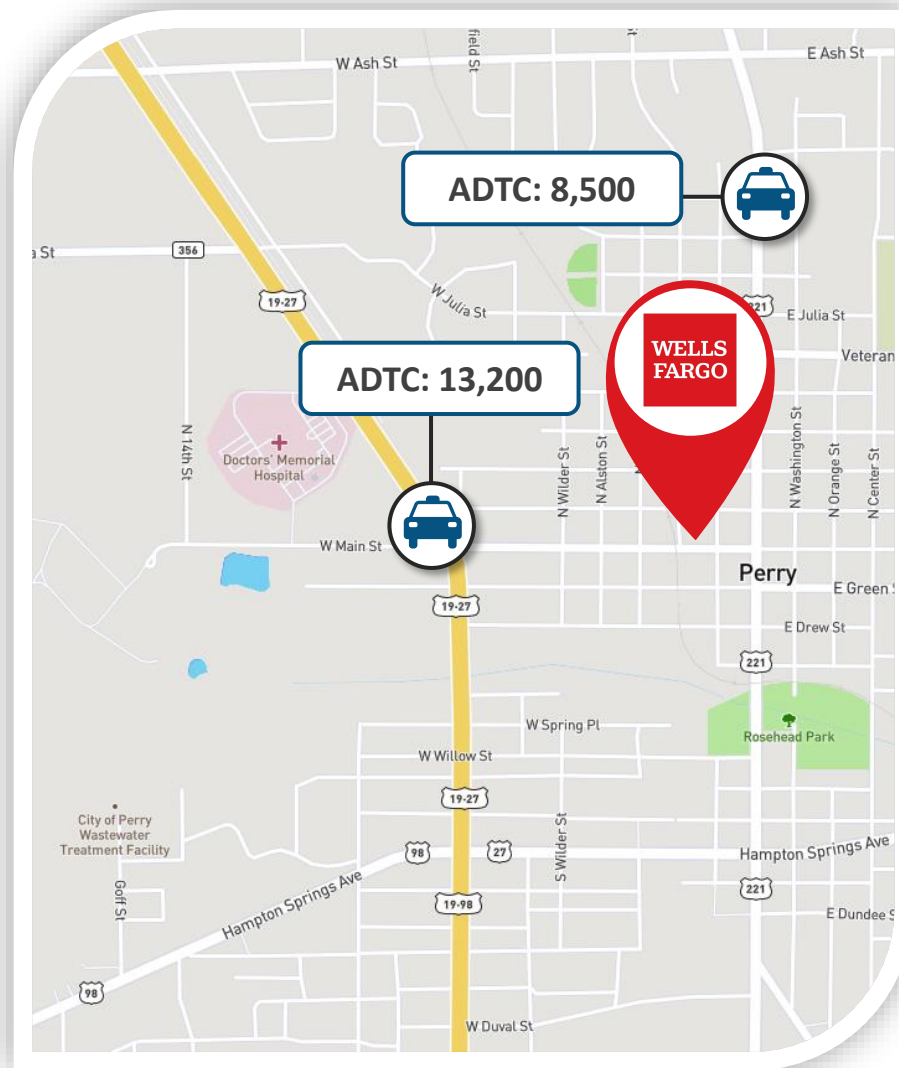 field St
W Ash St
E Ash St
ADTC: 8,500
356
19-27
W Julia St
221
E Julia St
WELLS
FARGO
Veteran
ADTC: 13,200
N 14th St
Doctors' Memorial
Hospital
N Wilder St
N Alston St
N Washington St
N Orange St
N Center St
W Main St
Perry
E Green
19-27
E Drew St
221
W Spring Pl
Rosehead Park
W Willow St
19-27
City of Perry
Wastewater
Treatment Facility
S Wilder St
98
27
Hampton Springs Ave
221
Goff St
Hampton Springs Ave
19-98
E Dundee S
98
W Duval St